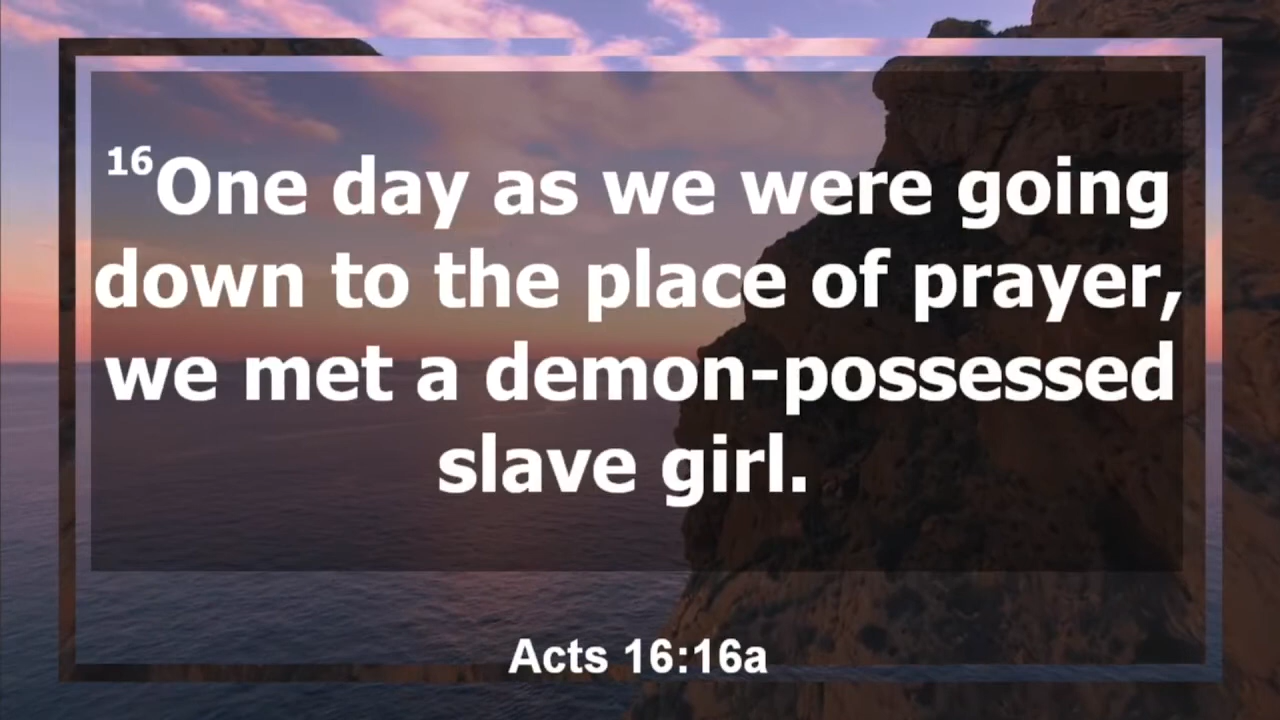 16One day as we were going
down to the place of prayer,
we met a demon-possessed
slave girl.
Acts 16:16a